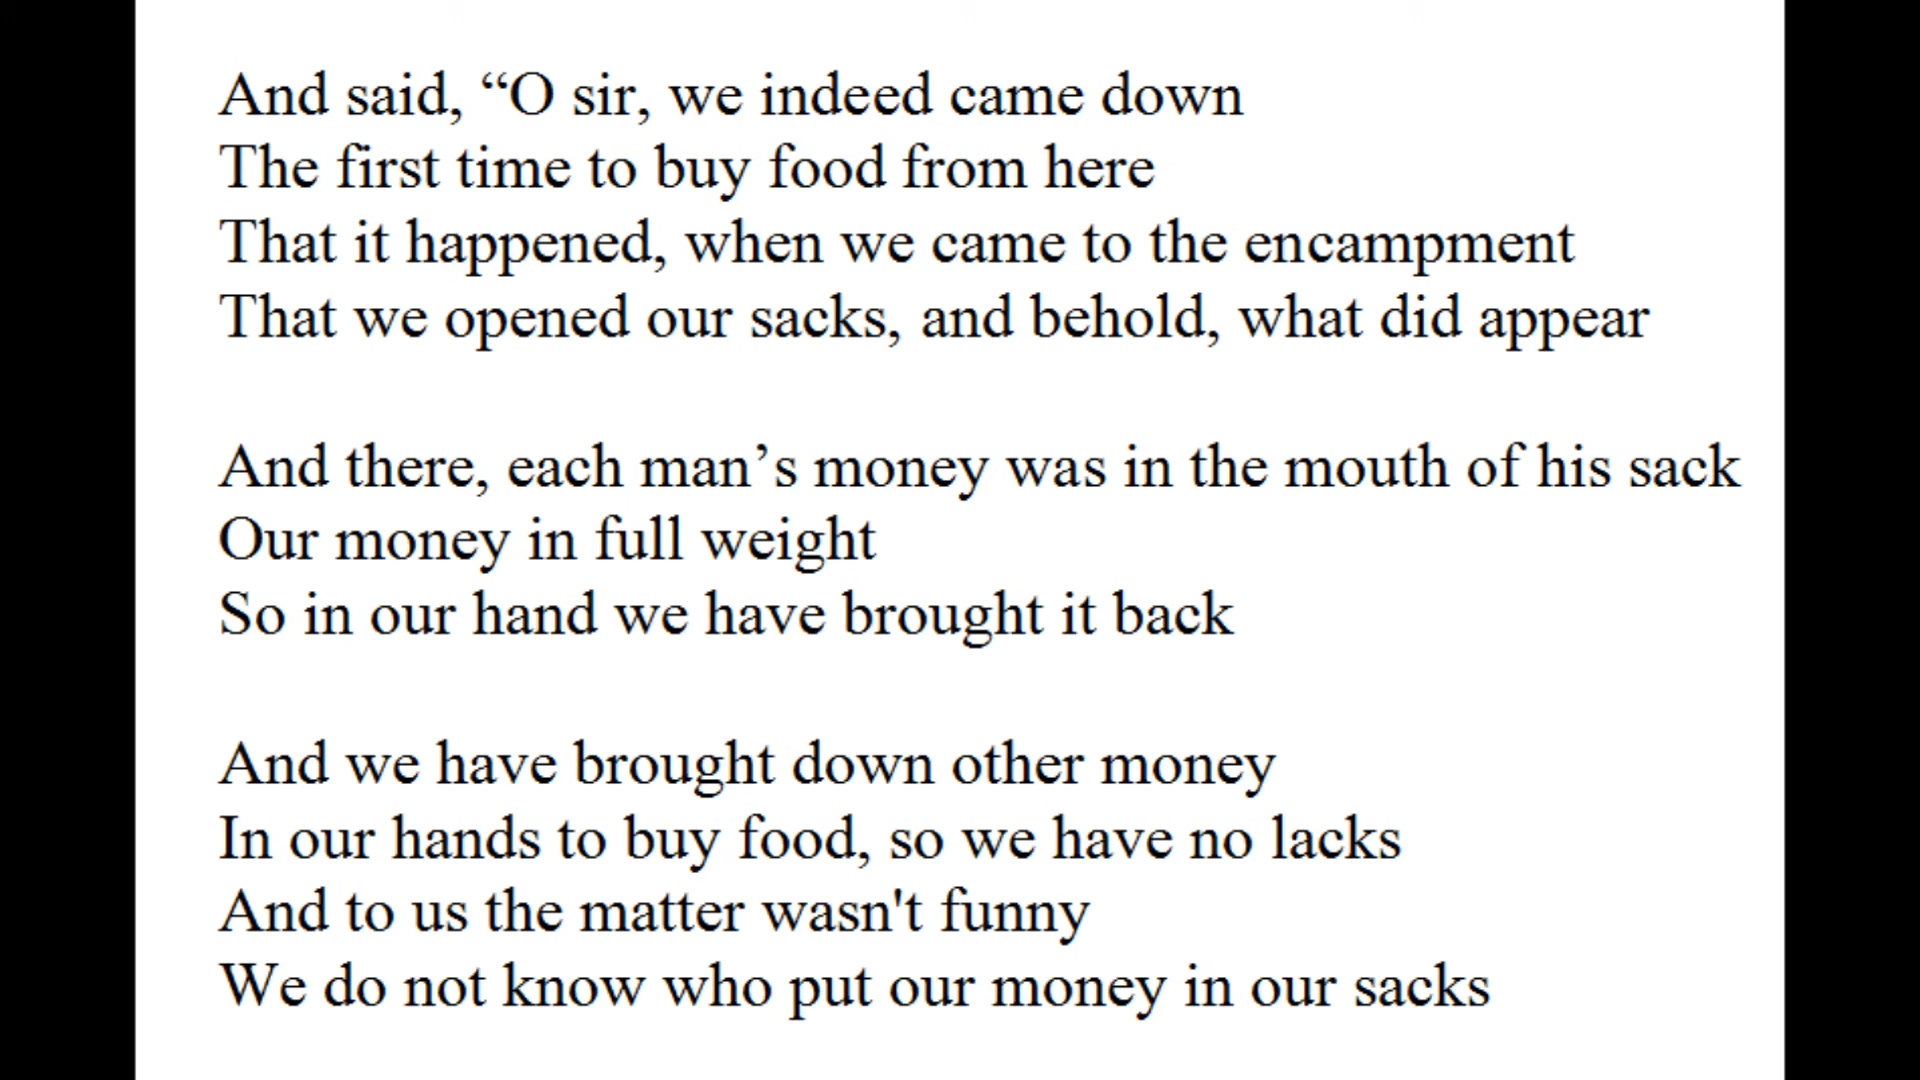 And said, “O sir, we indeed came down
The first time to buy food from here
That it happened, when we came to the encampment
That we opened our sacks, and behold, what did appear
And there, each man’s money was in the mouth of his sack
Our money in full weight
So in our hand we have brought it back
And we have brought down other money
In our hands to buy food, so we have no lacks
And to us the matter wasn't funny
We do not know who put our money in our sacks